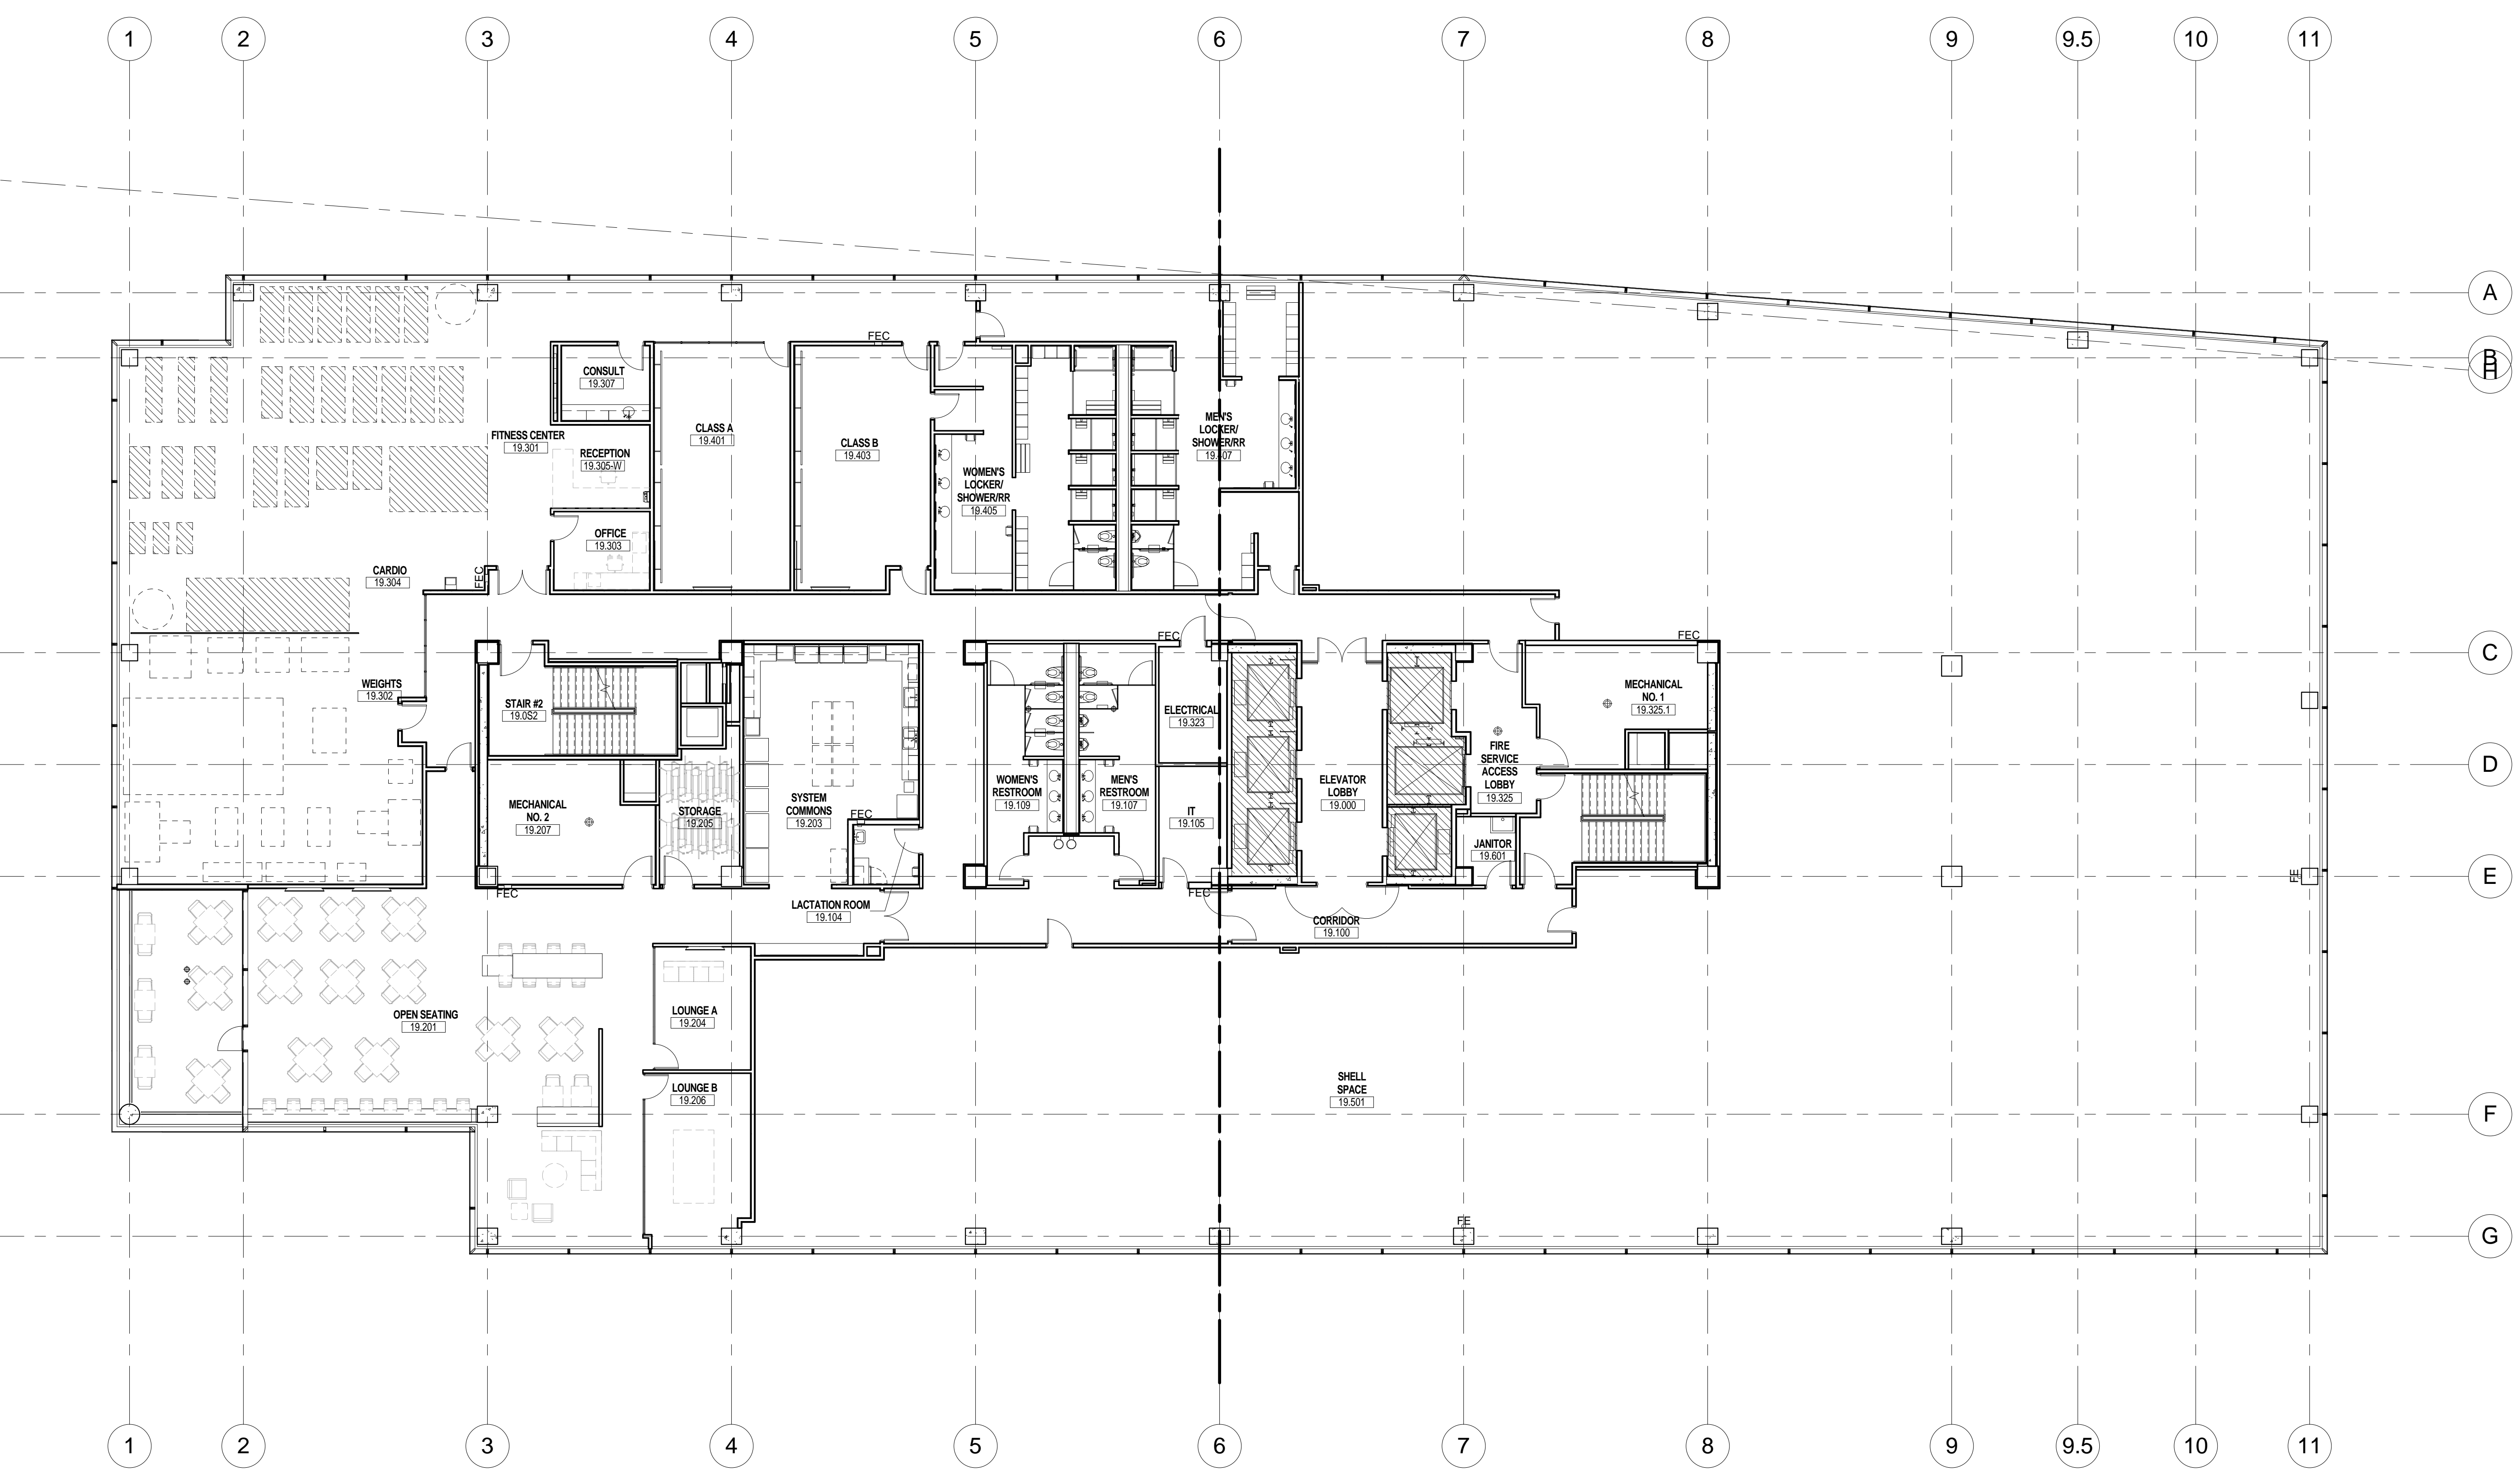 1 2 3 4 5 6 7 8 9 9.5 10 11
A
FEC
B
H
CONSULT
19.307
FITNESS CENTER
19.301
CLASS A
19.401
CLASS B
19.403
MEN'S
LOCKER/
SHOWER/RR
19.407
RECEPTION
19.305-W
WOMEN'S
LOCKER/
SHOWER/RR
19.405
OFFICE
19.303
CARDIO
19.304
FEC
FEC
FEC
C
WEIGHTS
19.302
STAIR #2
19.0S2
ELECTRICAL
19.323
MECHANICAL
NO. 1
19.325.1
FIRE
SERVICE
ACCESS
LOBBY
19.325
D
MECHANICAL
NO. 2
19.207
STORAGE
19.205
SYSTEM
COMMONS
19.203
FEC
WOMEN'S
RESTROOM
19.109
MEN'S
RESTROOM
19.107
IT
19.105
ELEVATOR
LOBBY
19.000
JANITOR
19.601
FE
E
FEC
FEC
LACTATION ROOM
19.104
CORRIDOR
19.100
OPEN SEATING
19.201
LOUNGE A
19.204
LOUNGE B
19.206
SHELL
SPACE
19.501
F
FE
G
1 2 3 4 5 6 7 8 9 9.5 10 11